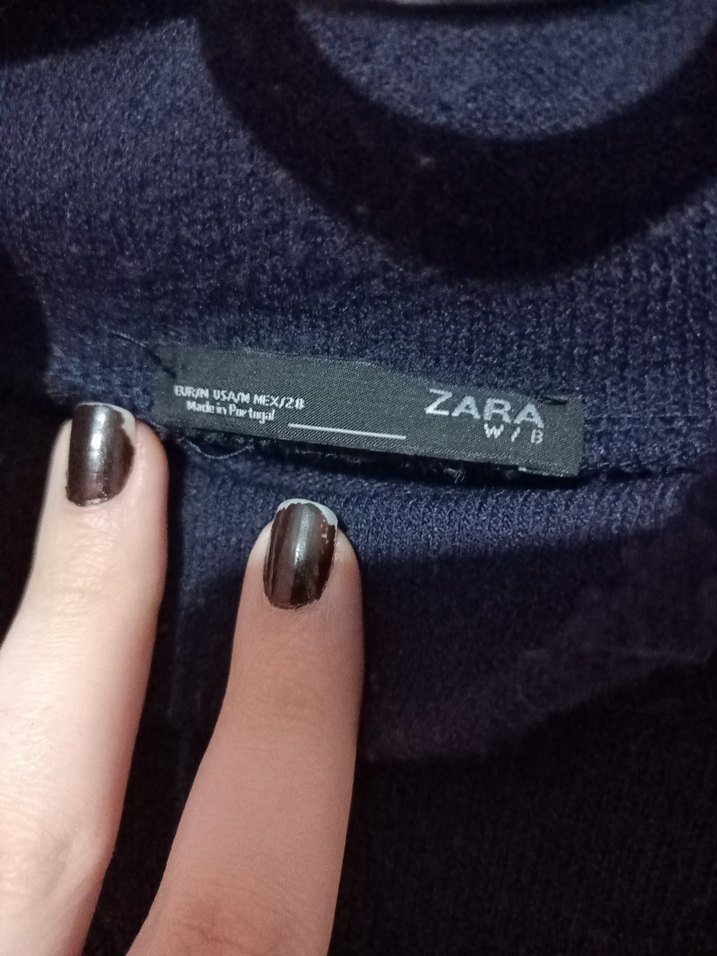 EUR/M USA/M MEX/28
Made in Portugal
ZARA
W / B